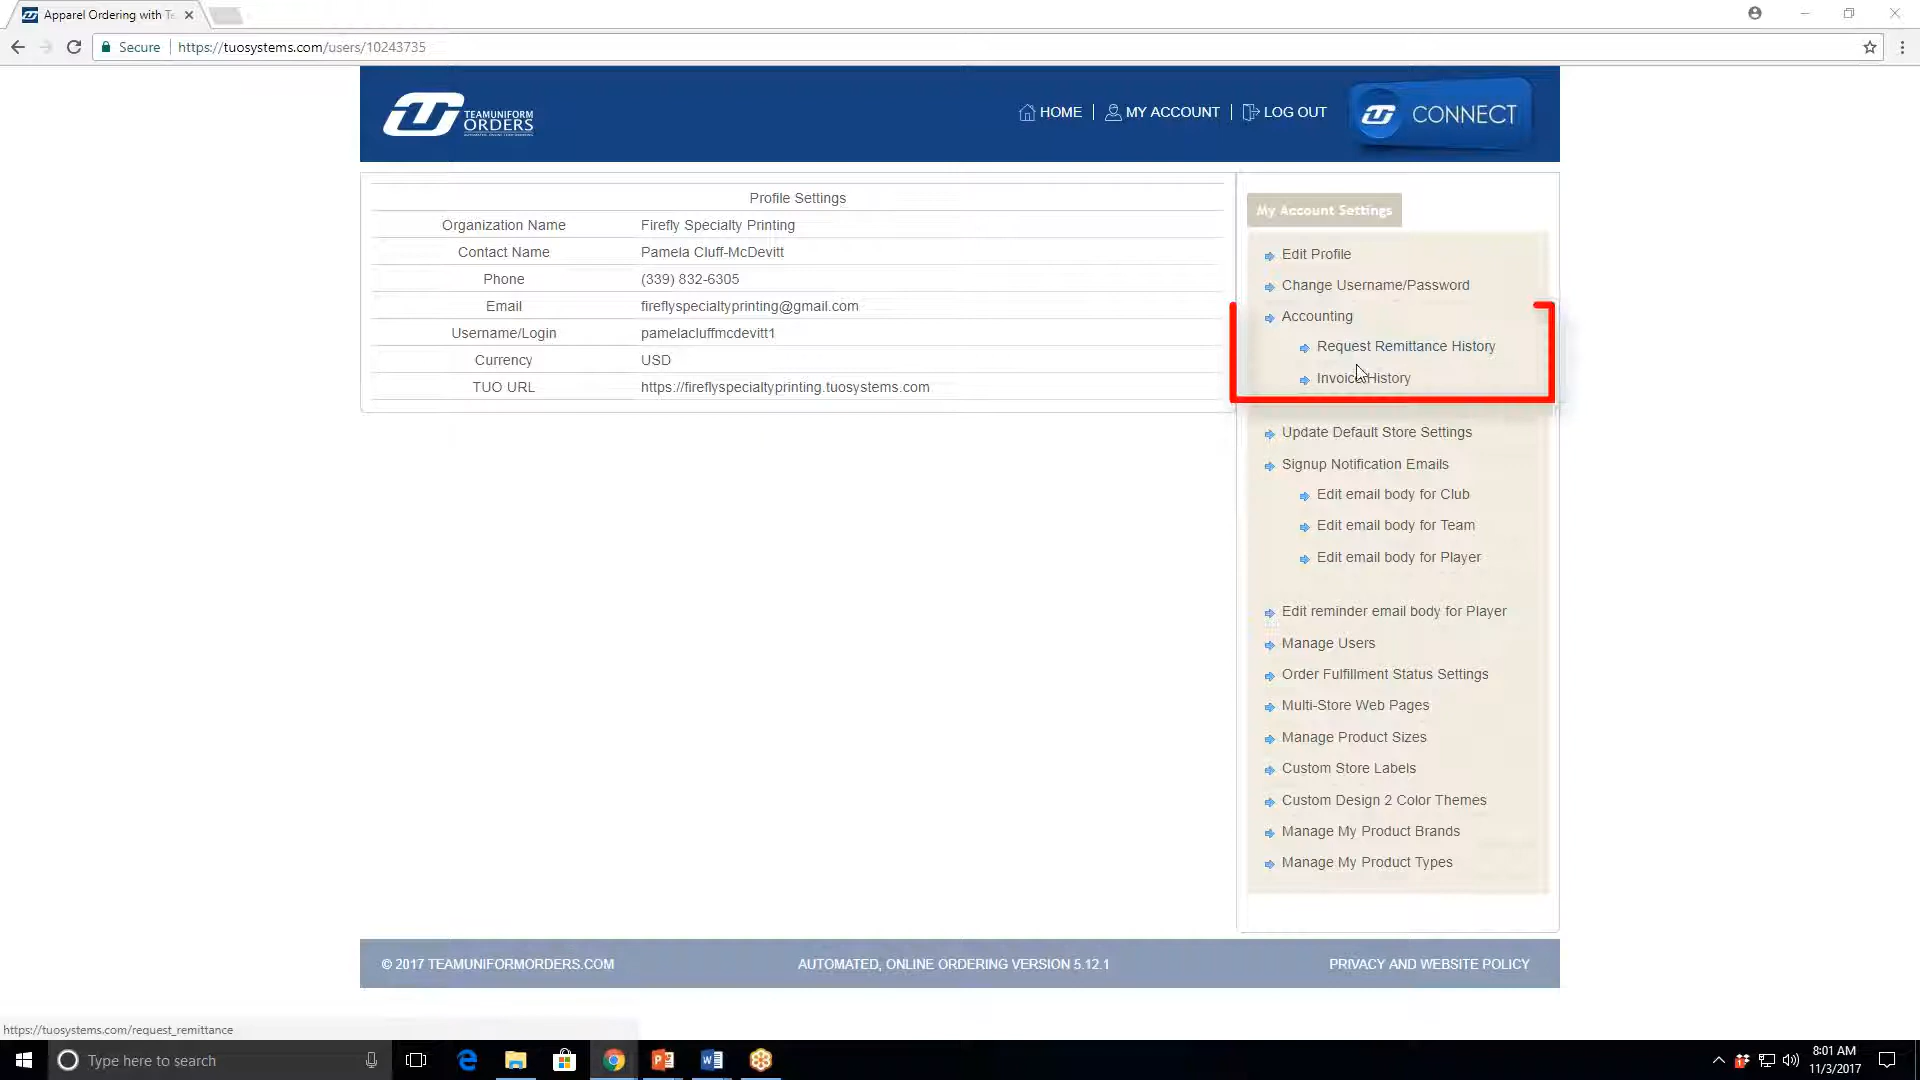 Apparel Ordering with Te
Secure
https://tuosystems.com/users/10243735
TEAMUNIFORM
ORDERS
HOME
MY ACCOUNT
LOG OUT
CONNECT
Profile Settings
Organization Name Firefly Specialty Printing
Contact Name Pamela Cluff-McDevitt
Phone (339) 832-6305
Email fireflyspecialtyprinting@gmail.com
Username/Login pamelacluffmcdevitt1
Currency USD
TUO URL https://fireflyspecialtyprinting.tuosystems.com
My Account Settings
Edit Profile
Change Username/Password
Accounting
Request Remittance History
Invoice History
Update Default Store Settings
Signup Notification Emails
Edit email body for Club
Edit email body for Team
Edit email body for Player
Edit reminder email body for Player
Manage Users
Order Fulfillment Status Settings
Multi-Store Web Pages
Manage Product Sizes
Custom Store Labels
Custom Design 2 Color Themes
Manage My Product Brands
Manage My Product Types
© 2017 TEAMUNIFORMORDERS.COM
AUTOMATED, ONLINE ORDERING VERSION 5.12.1
PRIVACY AND WEBSITE POLICY
https://tuosystems.com/request_remittance
Type here to search
8:01 AM
11/3/2017